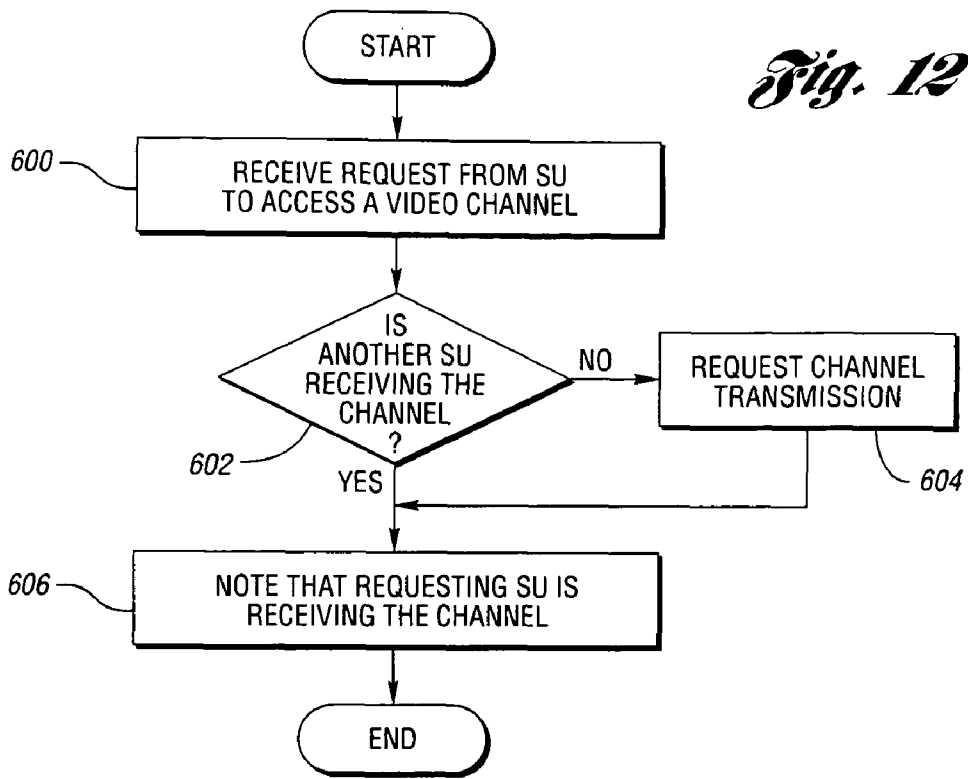 START
Fig. 12
600
RECEIVE REQUEST FROM SU
TO ACCESS A VIDEO CHANNEL
IS
ANOTHER SU
RECEIVING THE
CHANNEL
?
NO
REQUEST CHANNEL
TRANSMISSION
602
604
YES
606
NOTE THAT REQUESTING SU IS
RECEIVING THE CHANNEL
END